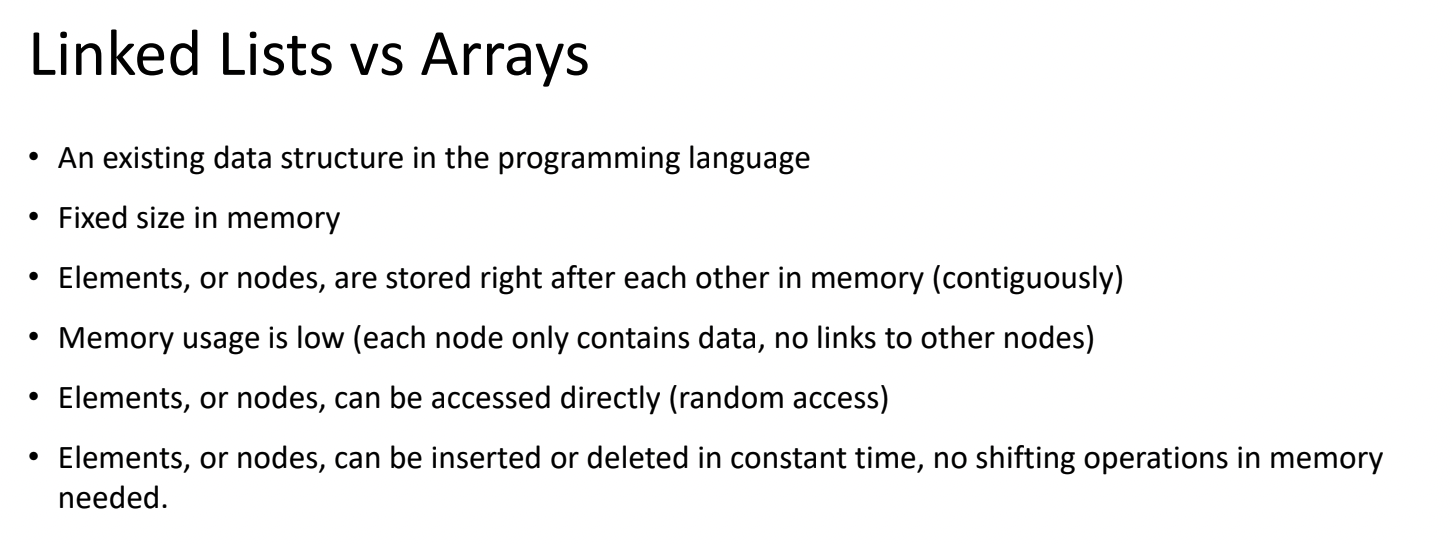 Linked Lists vs Arrays
• An existing data structure in the programming language
• Fixed size in memory
• Elements, or nodes, are stored right after each other in memory (contiguously)
• Memory usage is low (each node only contains data, no links to other nodes)
• Elements, or nodes, can be accessed directly (random access)
• Elements, or nodes, can be inserted or deleted in constant time, no shifting operations in memory
needed.